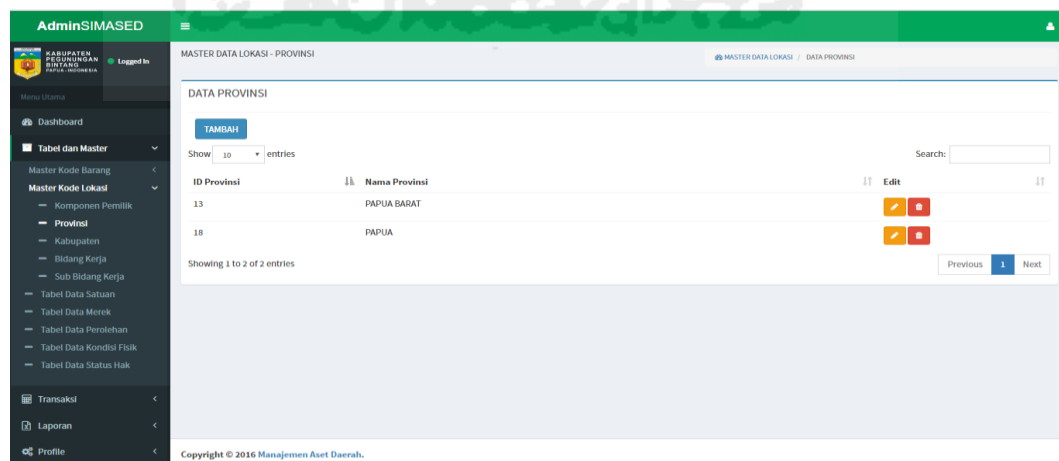 AdminSIMASED
KABUPATEN
PEGUNUNGAN
BINTANG
PAPUA-INDONESIA
Logged In
Menu Utama
Dashboard
Tabel dan Master
Master Kode Barang
Master Kode Lokasi
Komponen Pemilik
Provinsi
Kabupaten
Bidang Kerja
Sub Bidang Kerja
Tabel Data Satuan
Tabel Data Merek
Tabel Data Perolehan
Tabel Data Kondisi Fisik
Tabel Data Status Hak
Transaksi
Laporan
Profile
MASTER DATA LOKASI - PROVINSI
MASTER DATA LOKASI / DATA PROVINSI
DATA PROVINSI
TAMBAH
Show 10 entries
Search:
ID Provinsi Nama Provinsi Edit
13 PAPUA BARAT
18 PAPUA
Showing 1 to 2 of 2 entries
Previous 1 Next
Copyright © 2016 Manajemen Aset Daerah.